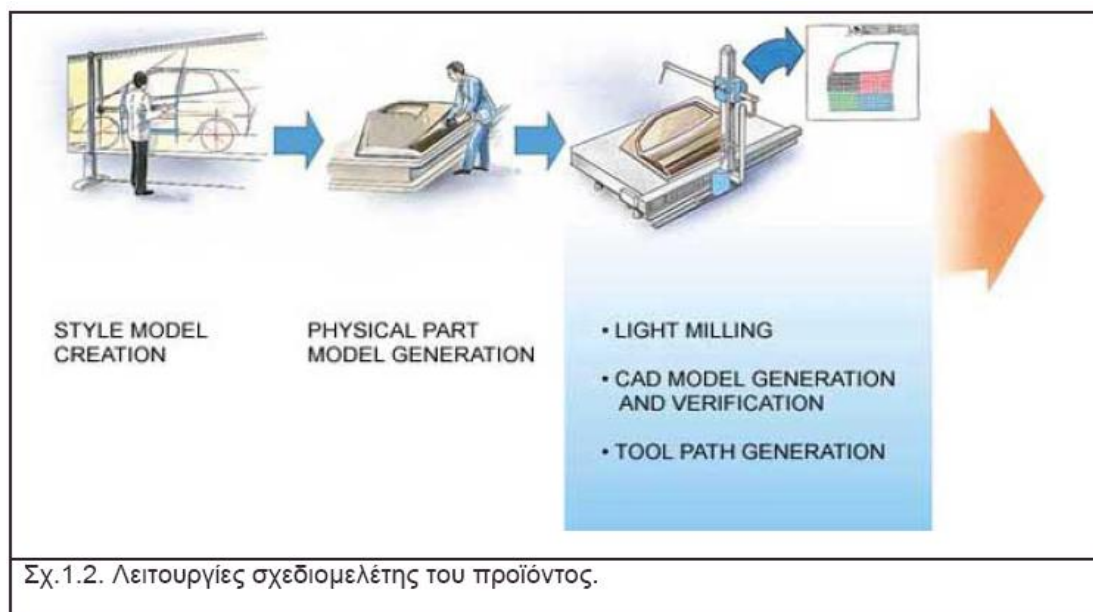 STYLE MODEL
CREATION
PHYSICAL PART
MODEL GENERATION
• LIGHT MILLING
• CAD MODEL GENERATION
AND VERIFICATION
• TOOL PATH GENERATION
Σχ.1.2. Λειτουργίες σχεδιομελέτης του προϊόντος.